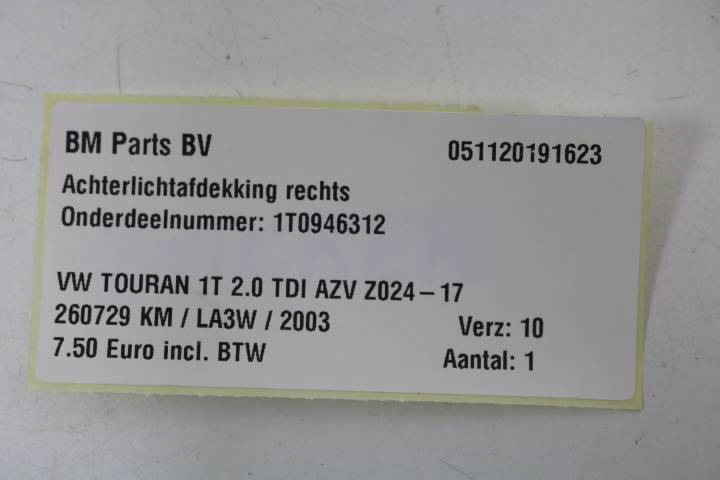 BM Parts BV 051120191623
Achterlichtafdekking rechts
Onderdeelnummer: 1T0946312
VW TOURAN 1T 2.0 TDI AZV Z024-17
260729 KM / LA3W / 2003 Verz: 10
7.50 Euro incl. BTW Aantal: 1